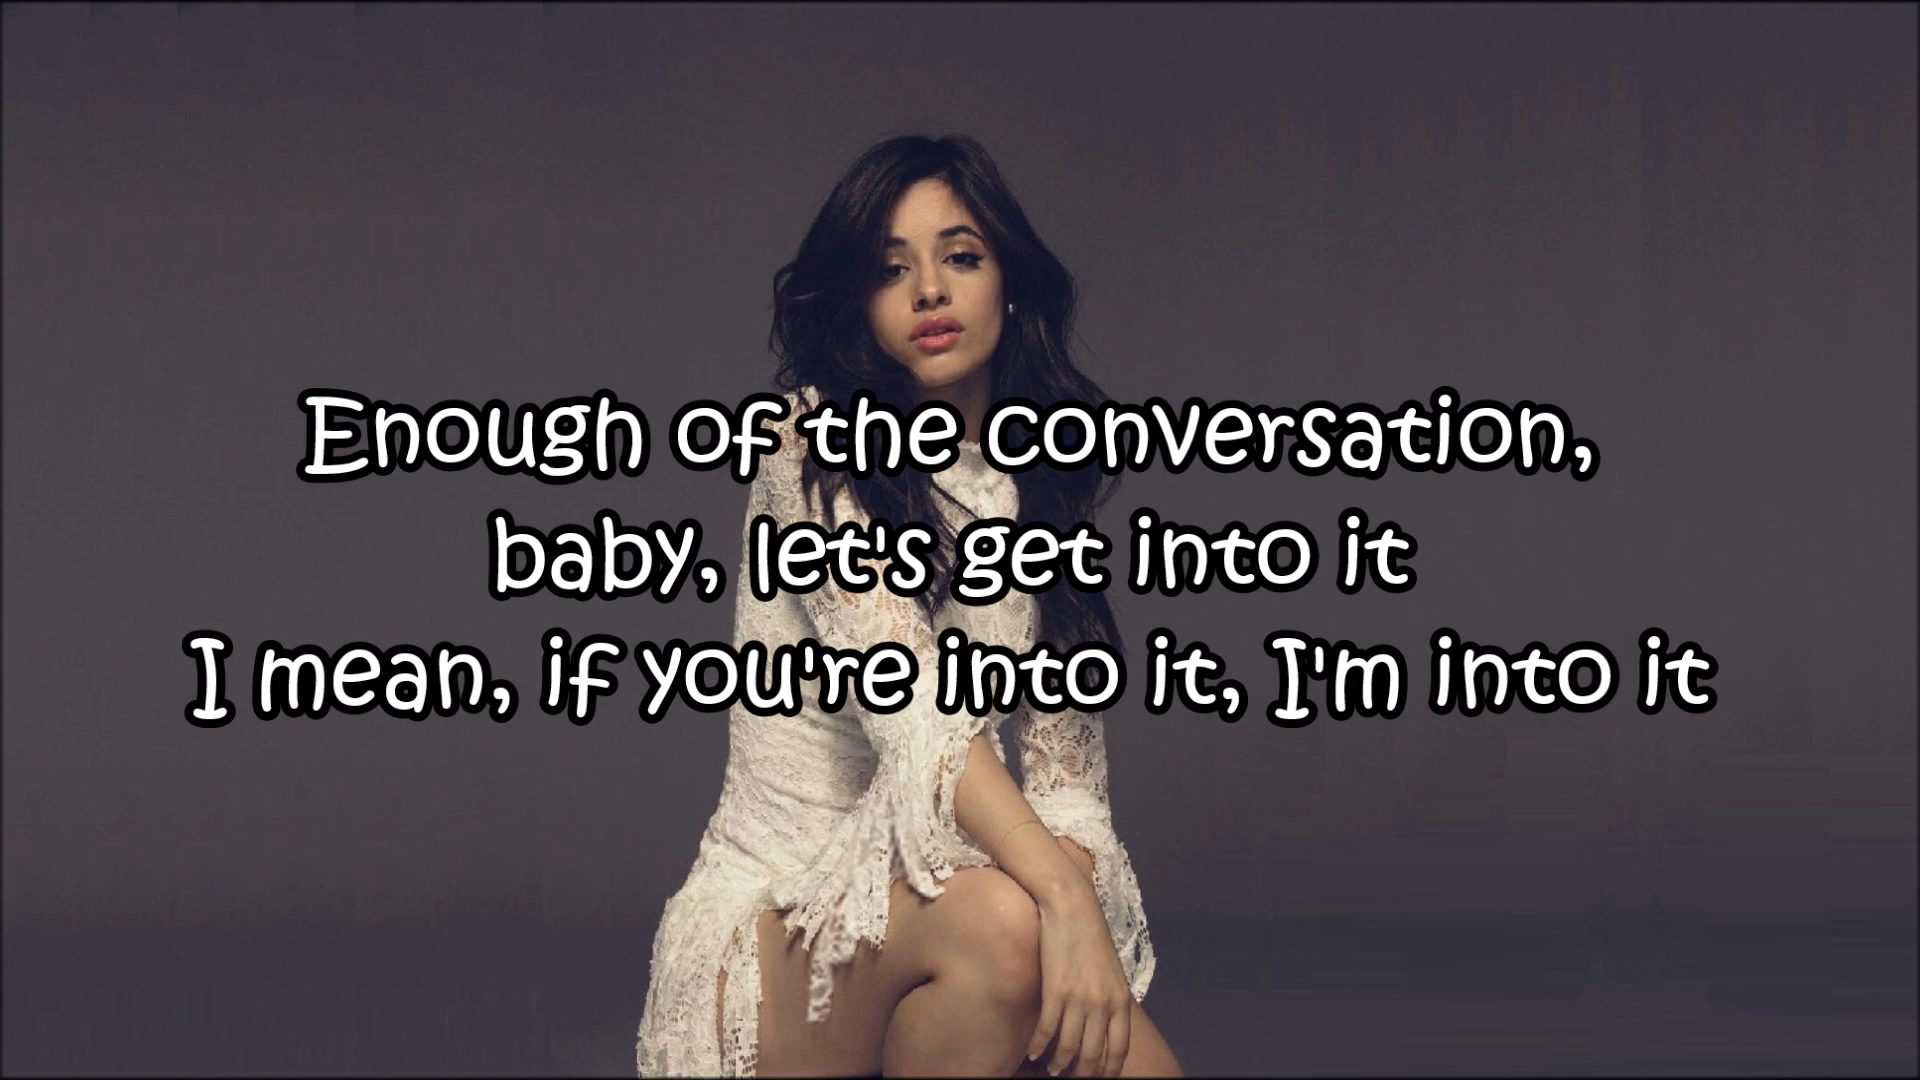 Enough of the conversation,
baby, let's get into it
I mean, if you're into it, I'm into it